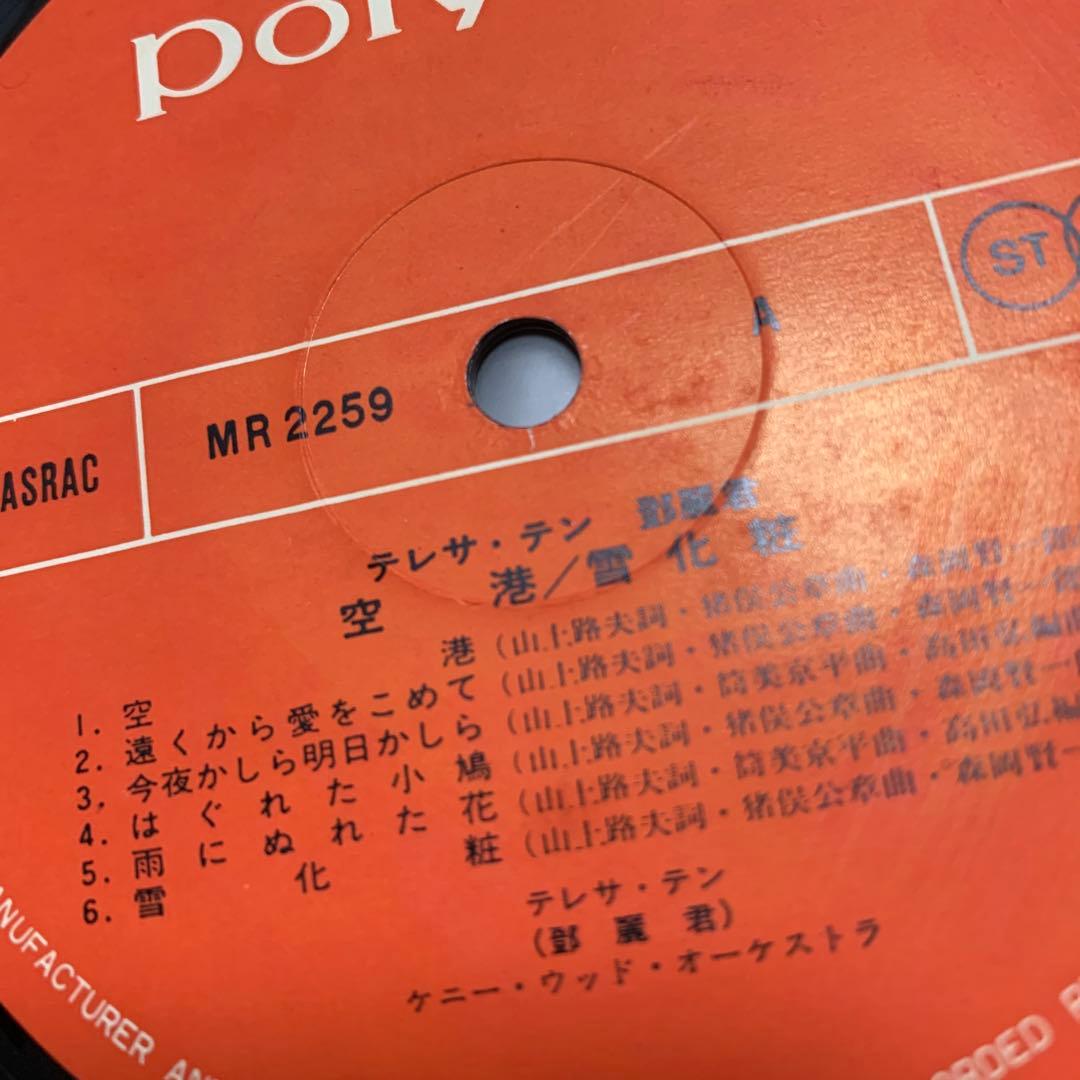 poly
ST
A
MR 2259
ASRAC
テレサ・テン 鄧麗君
空港/雪化粧
1. 空港 (山上路夫詞・猪俣公章曲・森岡賢一郎
2. 遠くから愛をこめて (山上路夫詞・猪俣公章曲・森岡賢一郎
3. 今夜かしら明日かしら (山上路夫詞・筒美京平曲・高田弘編曲
4. はぐれた小鳩 (山上路夫詞・猪俣公章曲・森岡賢一
5. 雨にぬれた花 (山上路夫詞・筒美京平曲・高田弘編
6. 雪化粧 (山上路夫詞・猪俣公章曲・森岡賢一
テレサ・テン
(鄧麗君)
ケニー・ウッド・オーケストラ
ANUFACTURER AN
ORDED